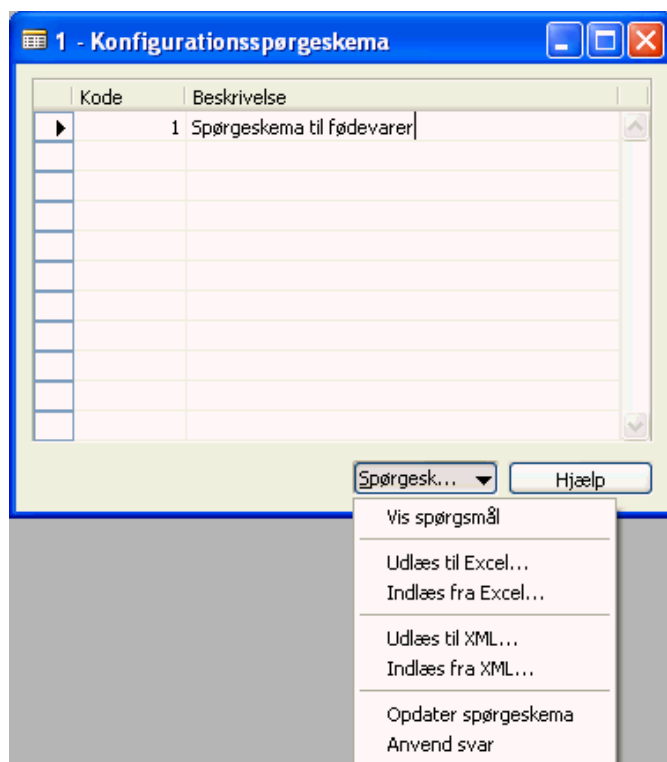 1 - Konfigurationsspørgeskema
Kode Beskrivelse
1 Spørgeskema til fødevarer
Spørgesk... Hjælp
Vis spørgsmål
Udlæs til Excel...
Indlæs fra Excel...
Udlæs til XML...
Indlæs fra XML...
Opdater spørgeskema
Anvend svar